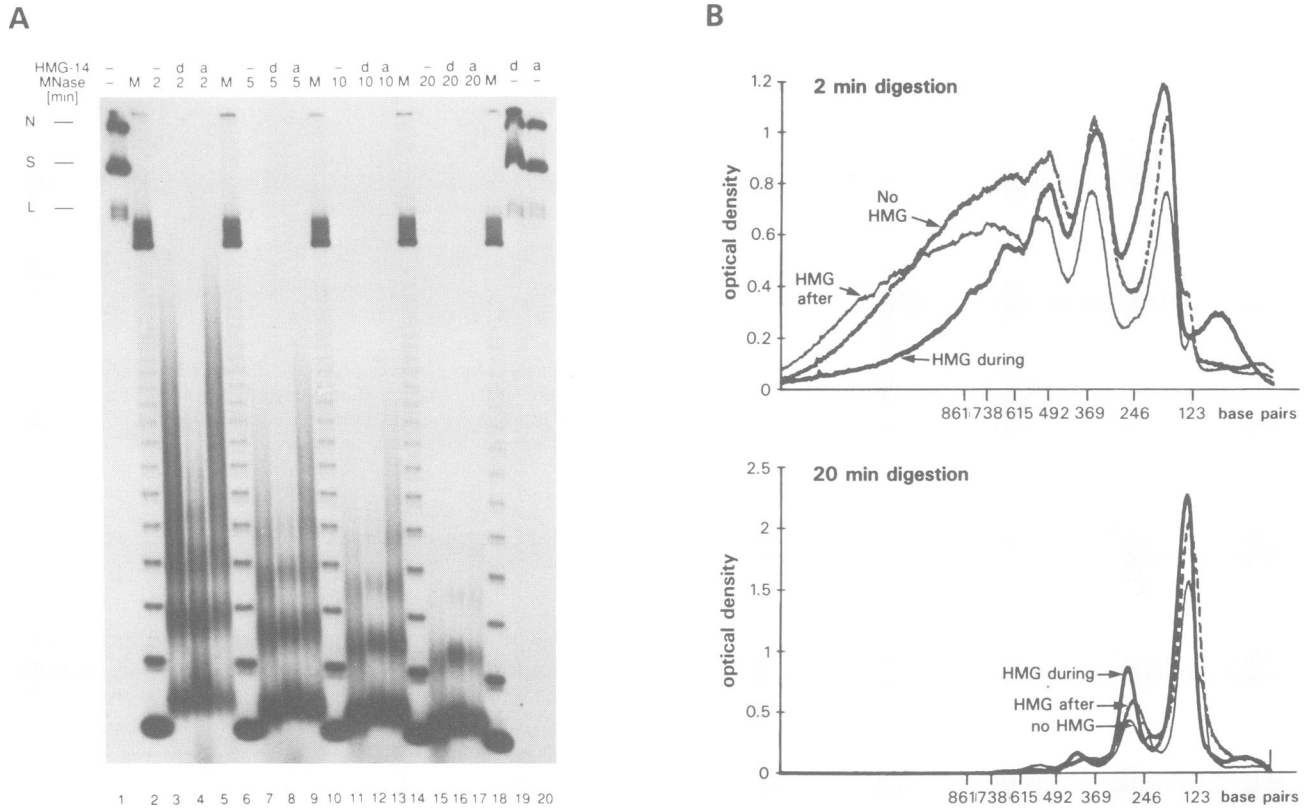 A
HMG-14 – – d a – d a – d a – d a d a
MNase – M 2 2 2 M 5 5 5 M 10 10 10 M 20 20 20 M – –
[min]
N
S
L
1 2 3 4 5 6 7 8 9 10 11 12 13 14 15 16 17 18 19 20
B
2 min digestion
optical density
1.2
1
0.8
0.6
0.4
0.2
0
No
HMG
HMG
after
HMG during
861 738 615 492 369 246 123 base pairs
20 min digestion
optical density
2.5
2
1.5
1
0.5
0
HMG during
HMG after
no HMG
861 738 615 492 369 246 123 base pairs